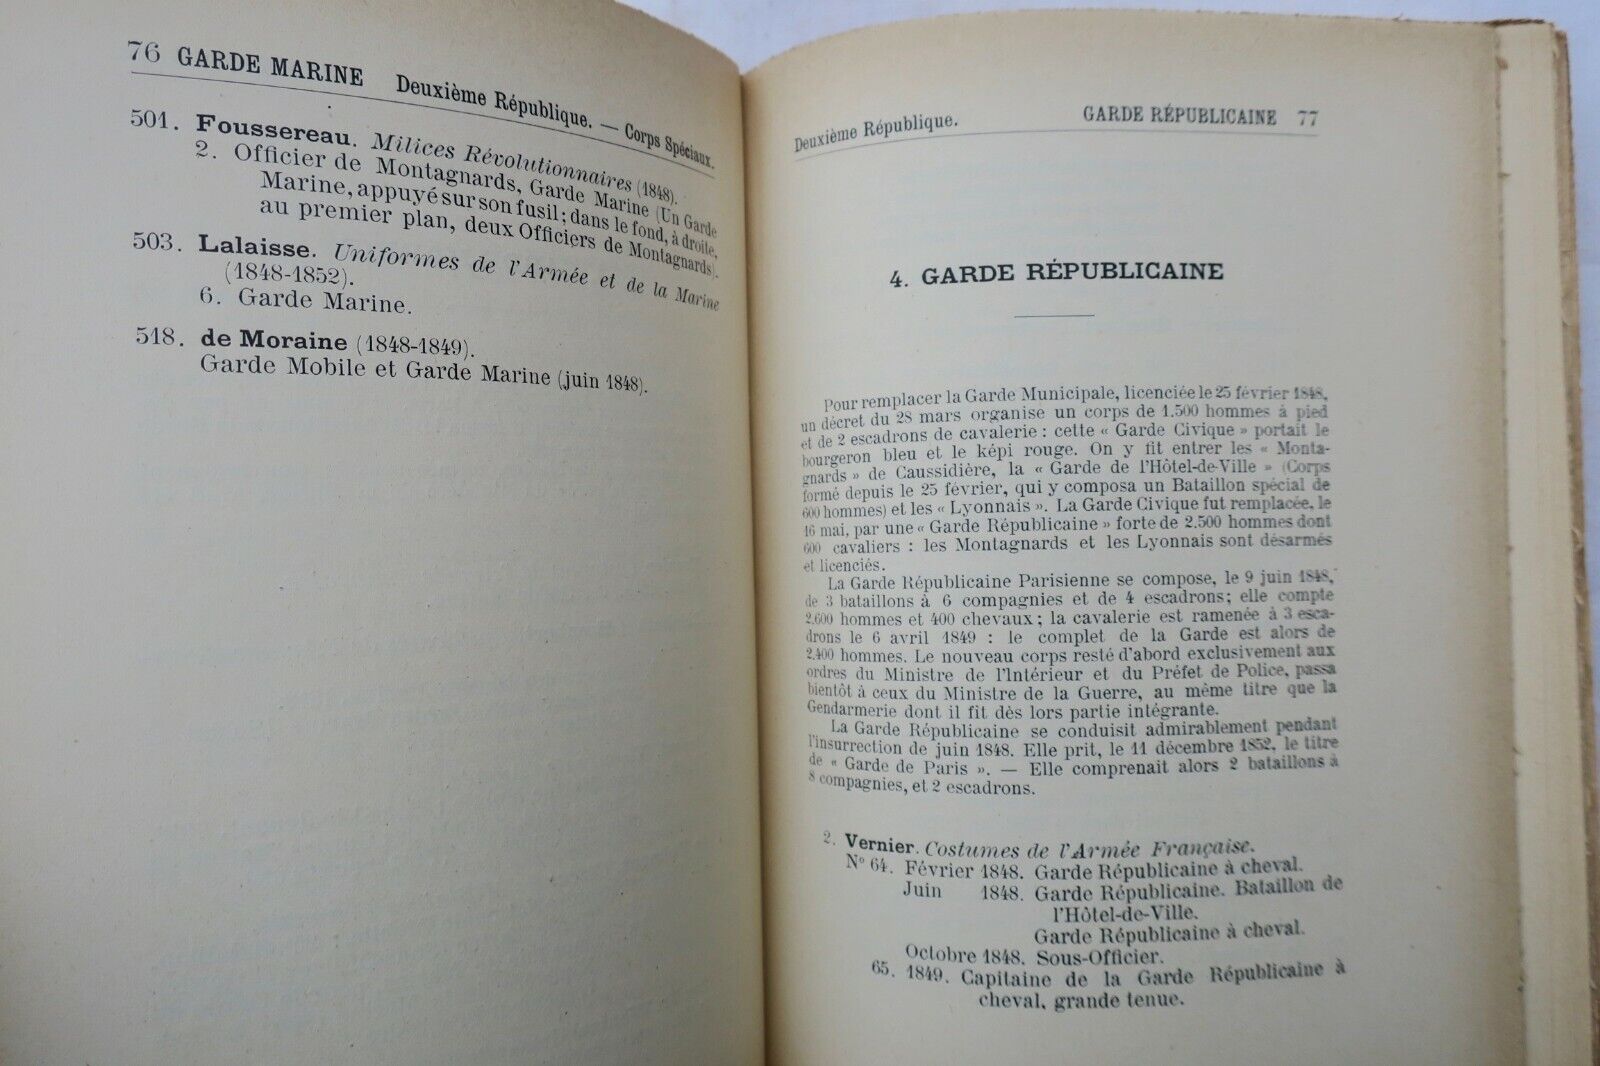 76 GARDE MARINE Deuxième République. — Corps Spéciaux.
501. Foussereau. Milices Révolutionnaires (1848).
2. Officier de Montagnards, Garde Marine (Un Garde
Marine, appuyé sur son fusil; dans le fond, à droite,
au premier plan, deux Officiers de Montagnards).
503. Lalaisse. Uniformes de l'Armée et de la Marine
(1848-1852).
6. Garde Marine.
518. de Moraine (1848-1849).
Garde Mobile et Garde Marine (juin 1848).
Deuxième République. GARDE RÉPUBLICAINE 77
4. GARDE RÉPUBLICAINE
Pour remplacer la Garde Municipale, licenciée le 25 février 1848,
un décret du 28 mars organise un corps de 1.500 hommes à pied
et de 2 escadrons de cavalerie : cette « Garde Civique » portait le
bourgeron bleu et le képi rouge. On y fit entrer les « Monta-
gnards » de Caussidière, la « Garde de l'Hôtel-de-Ville » (Corps
formé depuis le 25 février, qui y composa un Bataillon spécial de
600 hommes) et les « Lyonnais ». La Garde Civique fut remplacée, le
16 mai, par une « Garde Républicaine » forte de 2.500 hommes dont
600 cavaliers : les Montagnards et les Lyonnais sont désarmés
et licenciés.
La Garde Républicaine Parisienne se compose, le 9 juin 1848,
de 3 bataillons à 6 compagnies et de 4 escadrons; elle compte
2.600 hommes et 400 chevaux; la cavalerie est ramenée à 3 esca-
drons le 6 avril 1849 : le complet de la Garde est alors de
2.400 hommes. Le nouveau corps resté d'abord exclusivement aux
ordres du Ministre de l'Intérieur et du Préfet de Police, passa
bientôt à ceux du Ministre de la Guerre, au même titre que la
Gendarmerie dont il fit dès lors partie intégrante.
La Garde Républicaine se conduisit admirablement pendant
l'insurrection de juin 1848. Elle prit, le 11 décembre 1852, le titre
de « Garde de Paris ». — Elle comprenait alors 2 bataillons à
8 compagnies, et 2 escadrons.
2. Vernier. Costumes de l'Armée Française.
N° 64. Février 1848. Garde Républicaine à cheval.
Juin 1848. Garde Républicaine. Bataillon de
l'Hôtel-de-Ville.
Garde Républicaine à cheval.
Octobre 1848. Sous-Officier.
65. 1849. Capitaine de la Garde Républicaine à
cheval, grande tenue.